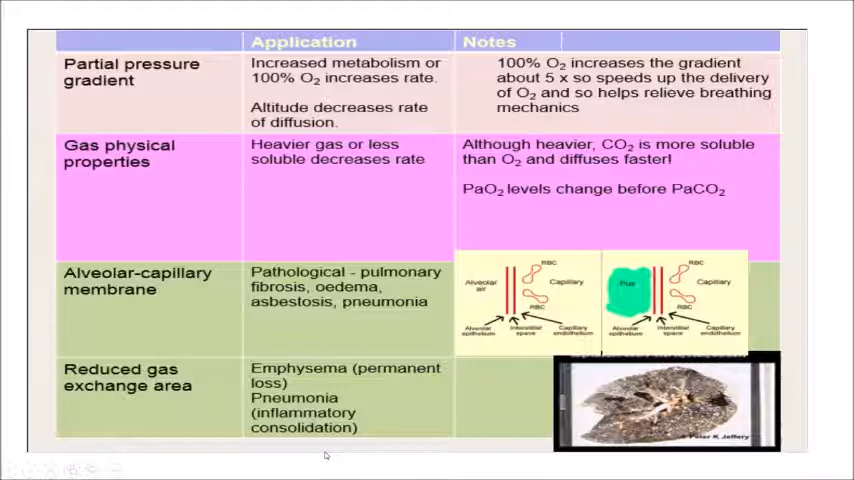 Application
Notes
Partial pressure
gradient
Increased metabolism or
100% O₂ increases rate.
Altitude decreases rate
of diffusion.
100% O₂ increases the gradient
about 5 x so speeds up the delivery
of O₂ and so helps relieve breathing
mechanics
Gas physical
properties
Heavier gas or less
soluble decreases rate
Although heavier, CO₂ is more soluble
than O₂ and diffuses faster!
PaO₂ levels change before PaCO₂
Alveolar-capillary
membrane
Pathological - pulmonary
fibrosis, oedema,
asbestosis, pneumonia
RBC
Alveolar
air
Capillary
RBC
Alveolar
epithelium
Interstitial
space
Capillary
endothelium
RBC
Pus
Capillary
RBC
Alveolar
epithelium
Interstitial
space
Capillary
endothelium
Reduced gas
exchange area
Emphysema (permanent
loss)
Pneumonia
(inflammatory
consolidation)
Peter K Jeffery